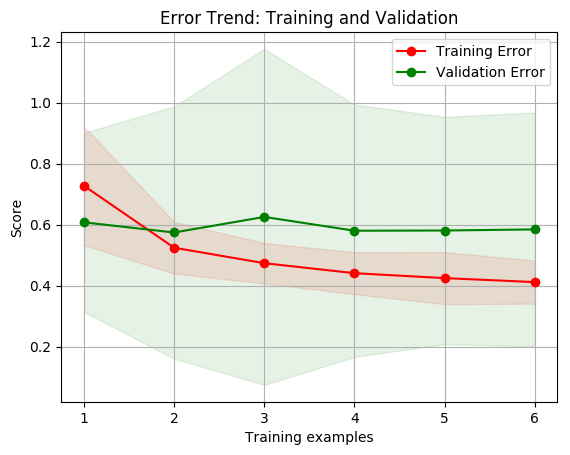 Error Trend: Training and Validation
Training Error
Validation Error
1.2
1.0
0.8
0.6
0.4
0.2
Score
1 2 3 4 5 6
Training examples